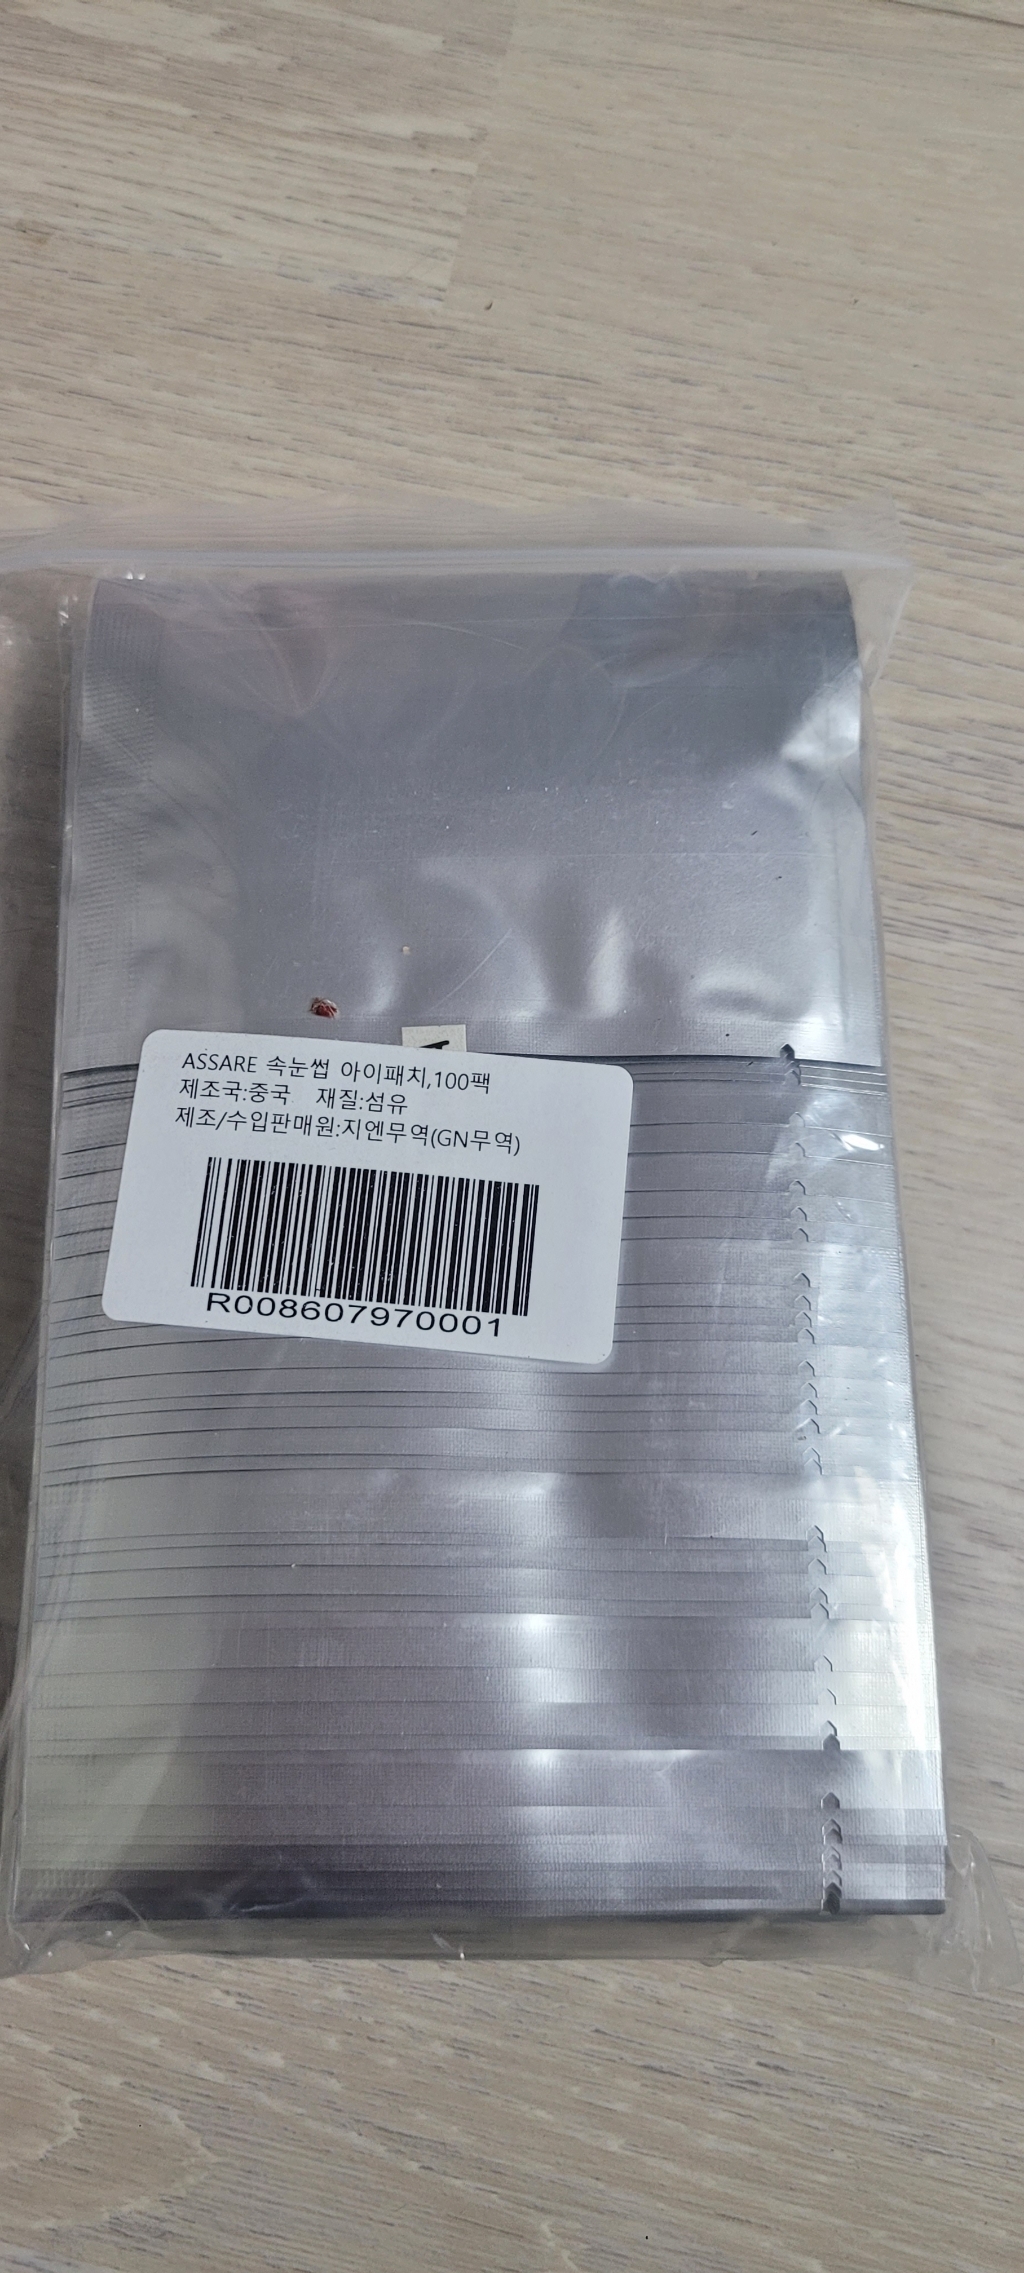 ASSARE 속눈썹 아이패치,100팩
제조국:중국 재질:섬유
제조/수입판매원:지엔무역(GN무역)
R008607970001